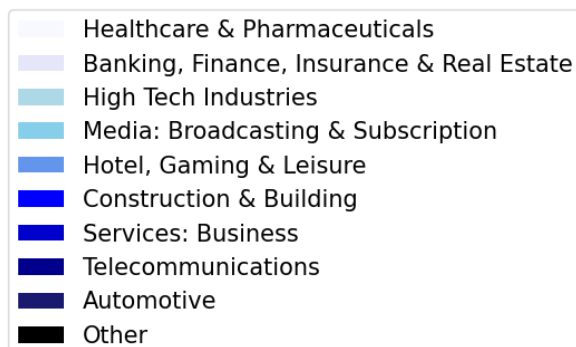 Healthcare & Pharmaceuticals
Banking, Finance, Insurance & Real Estate
High Tech Industries
Media: Broadcasting & Subscription
Hotel, Gaming & Leisure
Construction & Building
Services: Business
Telecommunications
Automotive
Other